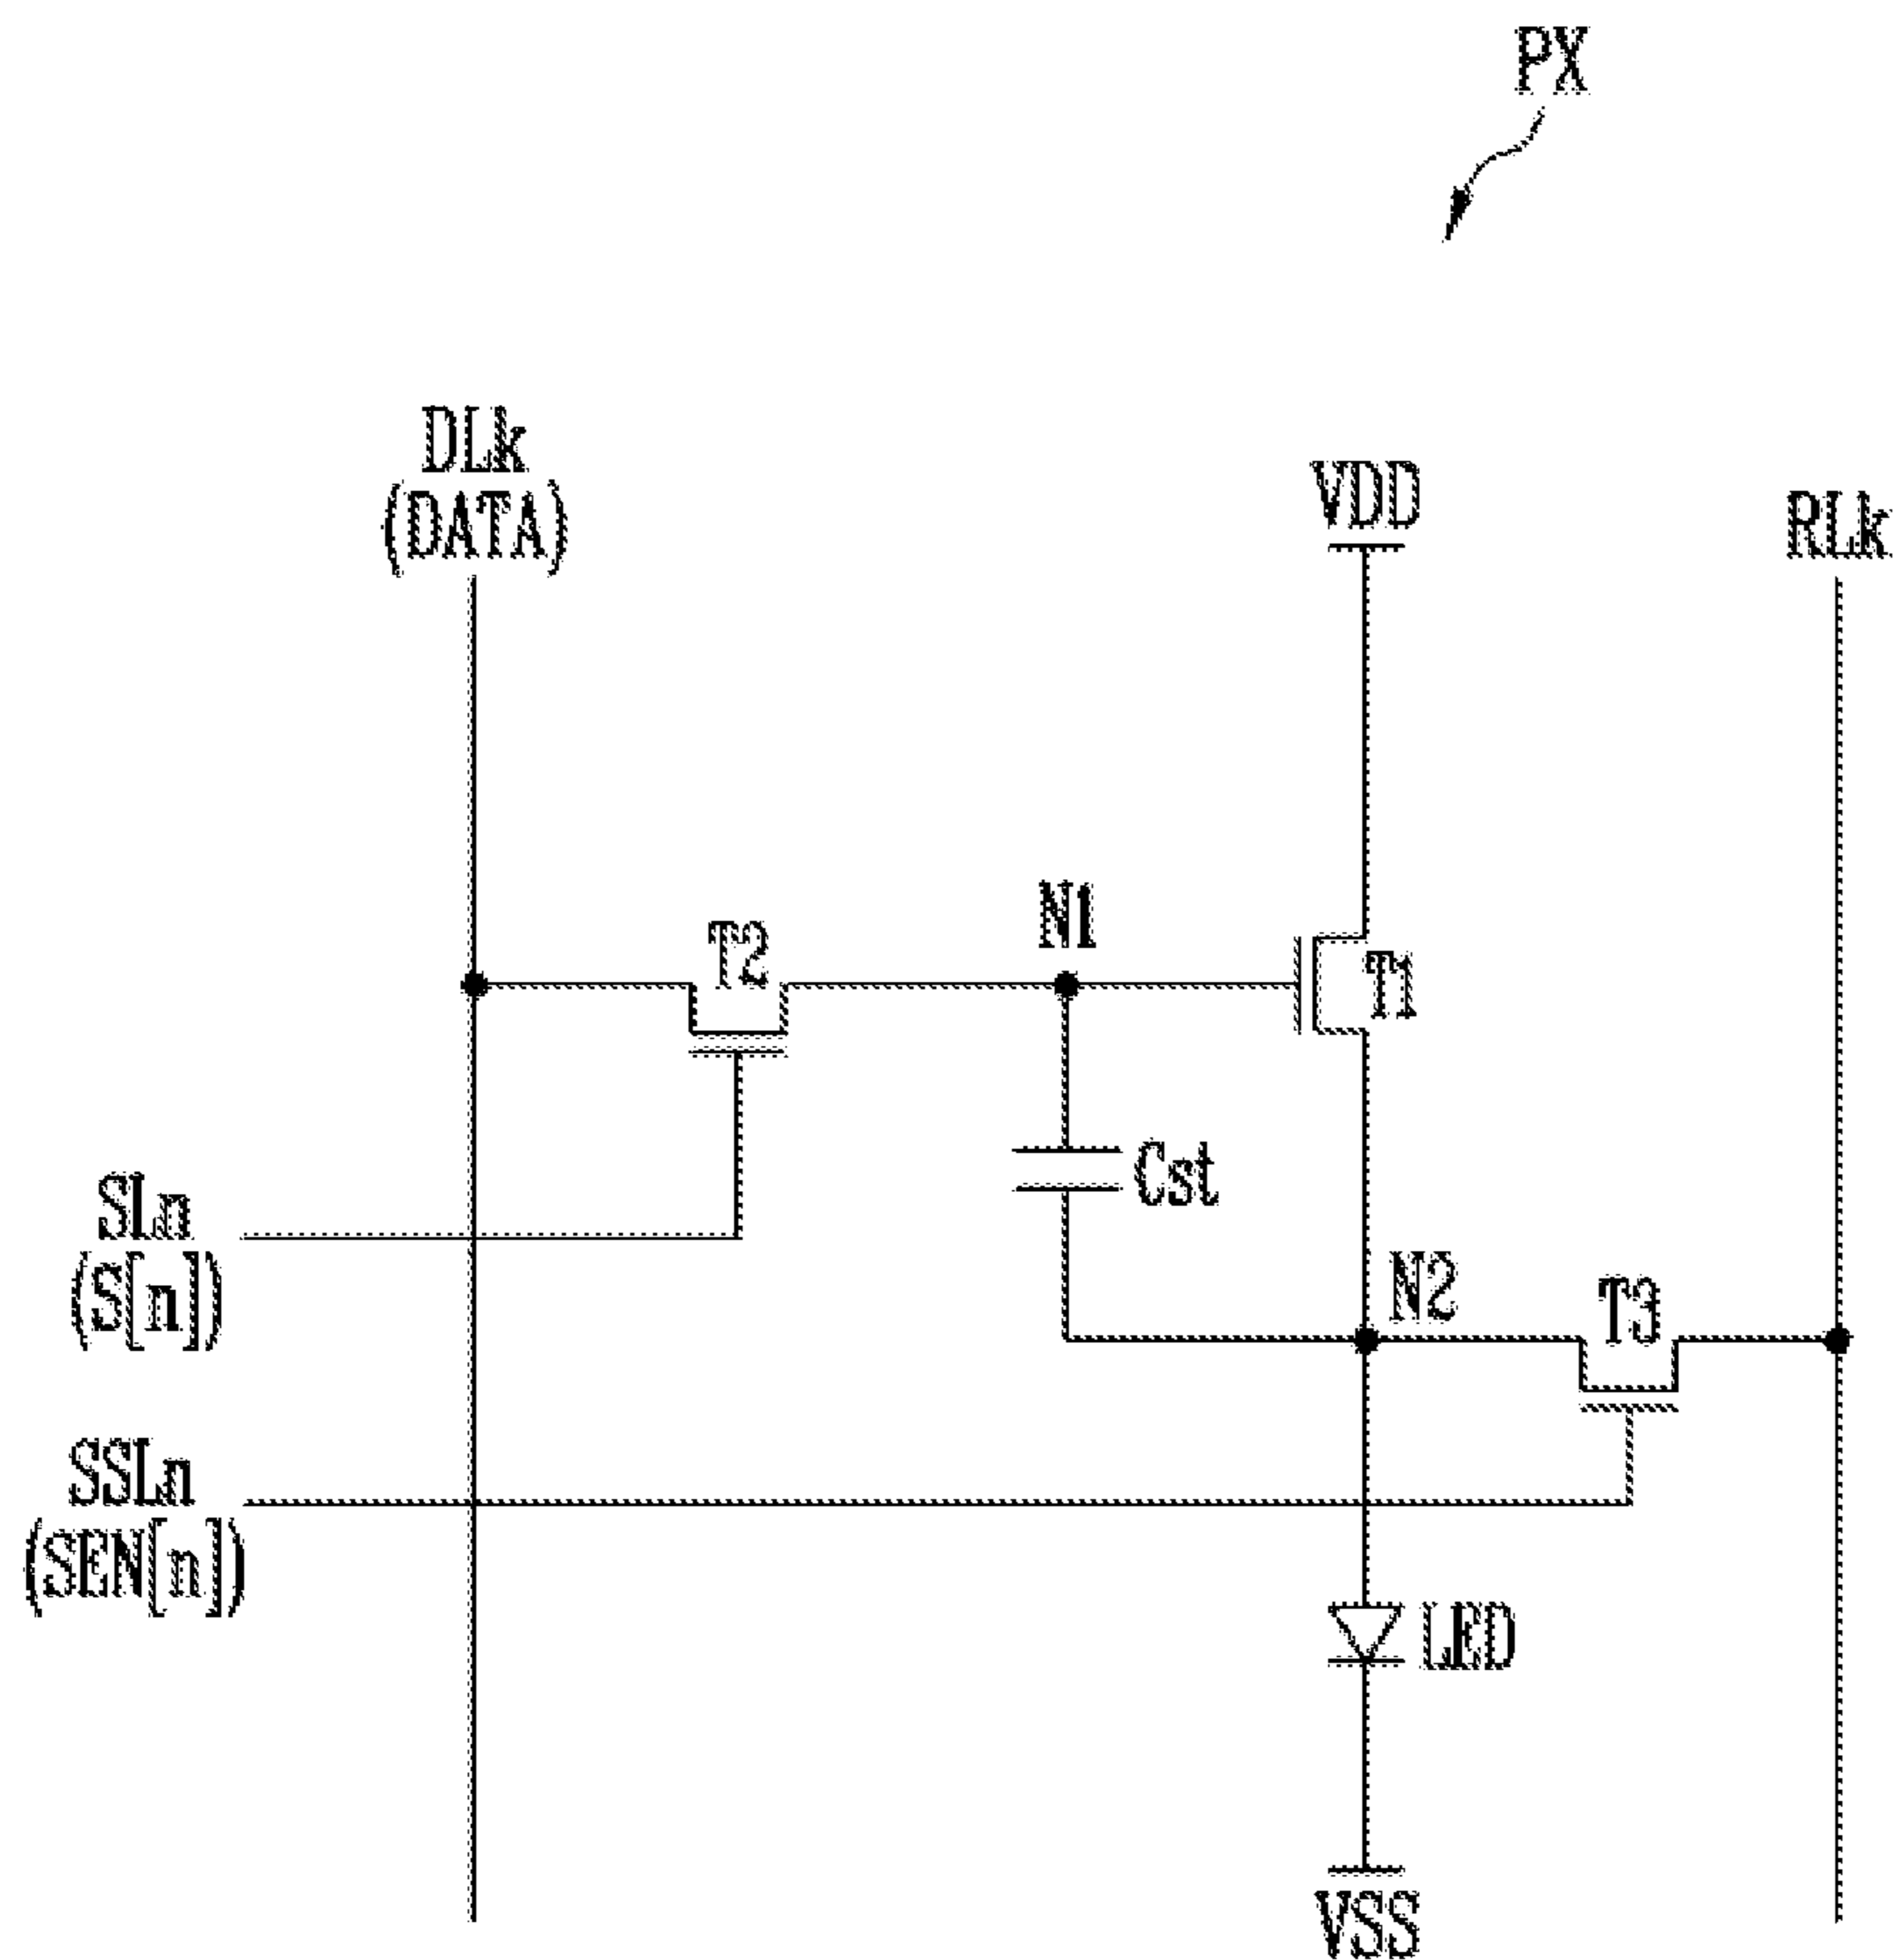 PX
DLk
(DATA)
VDD
RLk
T2
N1
T1
Cst
SLn
(S[n])
N2
T3
SSLn
(SEN[n])
LED
VSS